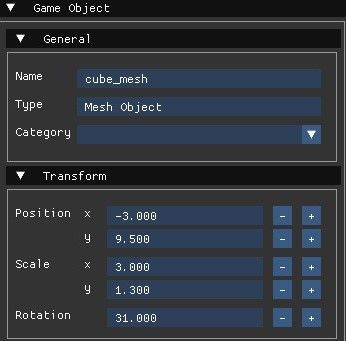 Game Object
General
Name cube_mesh
Type Mesh Object
Category
Transform
Position x -3.000 - +
y 9.500 - +
Scale x 3.000 - +
y 1.300 - +
Rotation 31.000 - +